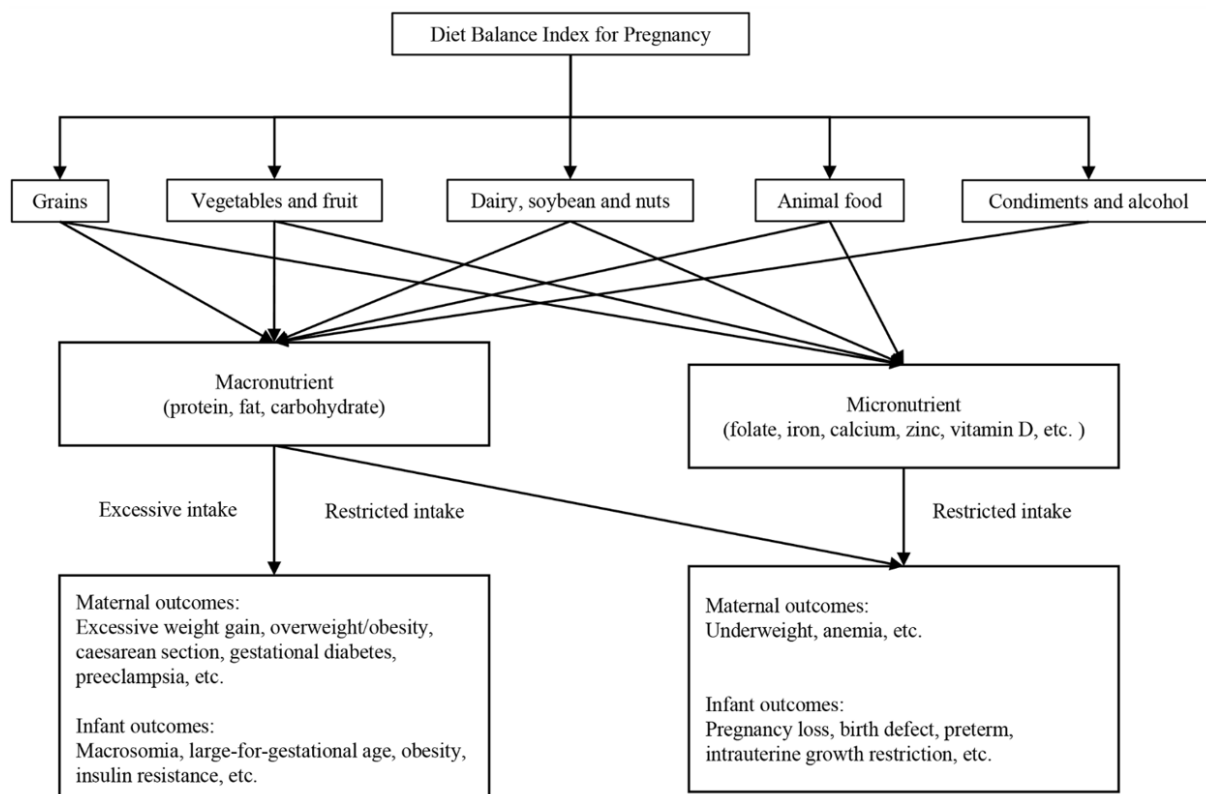 Diet Balance Index for Pregnancy
Grains
Vegetables and fruit
Dairy, soybean and nuts
Animal food
Condiments and alcohol
Macronutrient
(protein, fat, carbohydrate)
Micronutrient
(folate, iron, calcium, zinc, vitamin D, etc. )
Excessive intake
Restricted intake
Restricted intake
Maternal outcomes:
Excessive weight gain, overweight/obesity,
caesarean section, gestational diabetes,
preeclampsia, etc.
Infant outcomes:
Macrosomia, large-for-gestational age, obesity,
insulin resistance, etc.
Maternal outcomes:
Underweight, anemia, etc.
Infant outcomes:
Pregnancy loss, birth defect, preterm,
intrauterine growth restriction, etc.